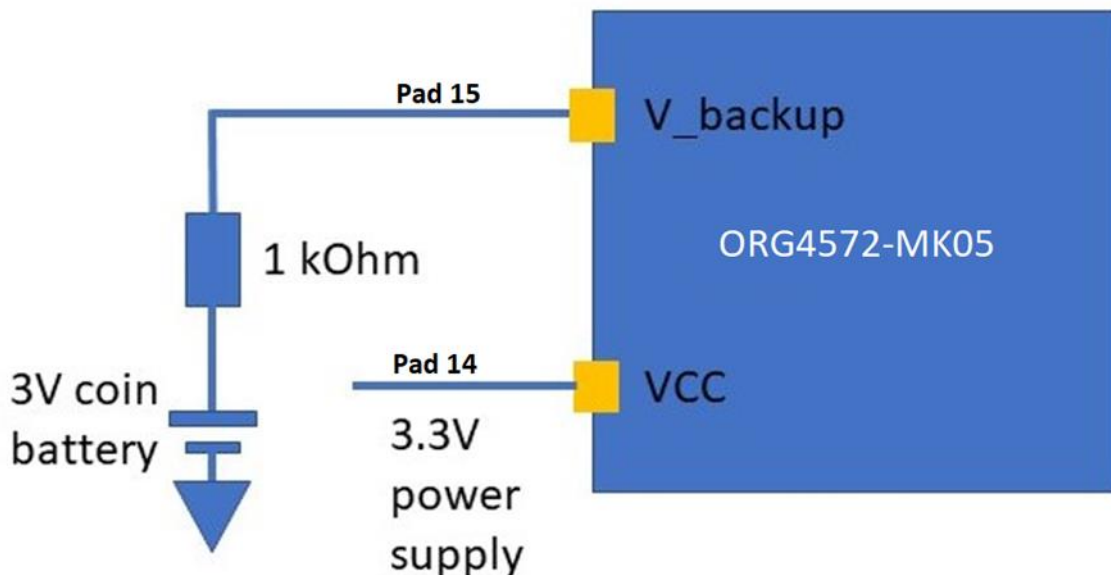 Pad 15
V_backup
ORG4572-MK05
1 kOhm
Pad 14
VCC
3V coin
battery
3.3V
power
supply